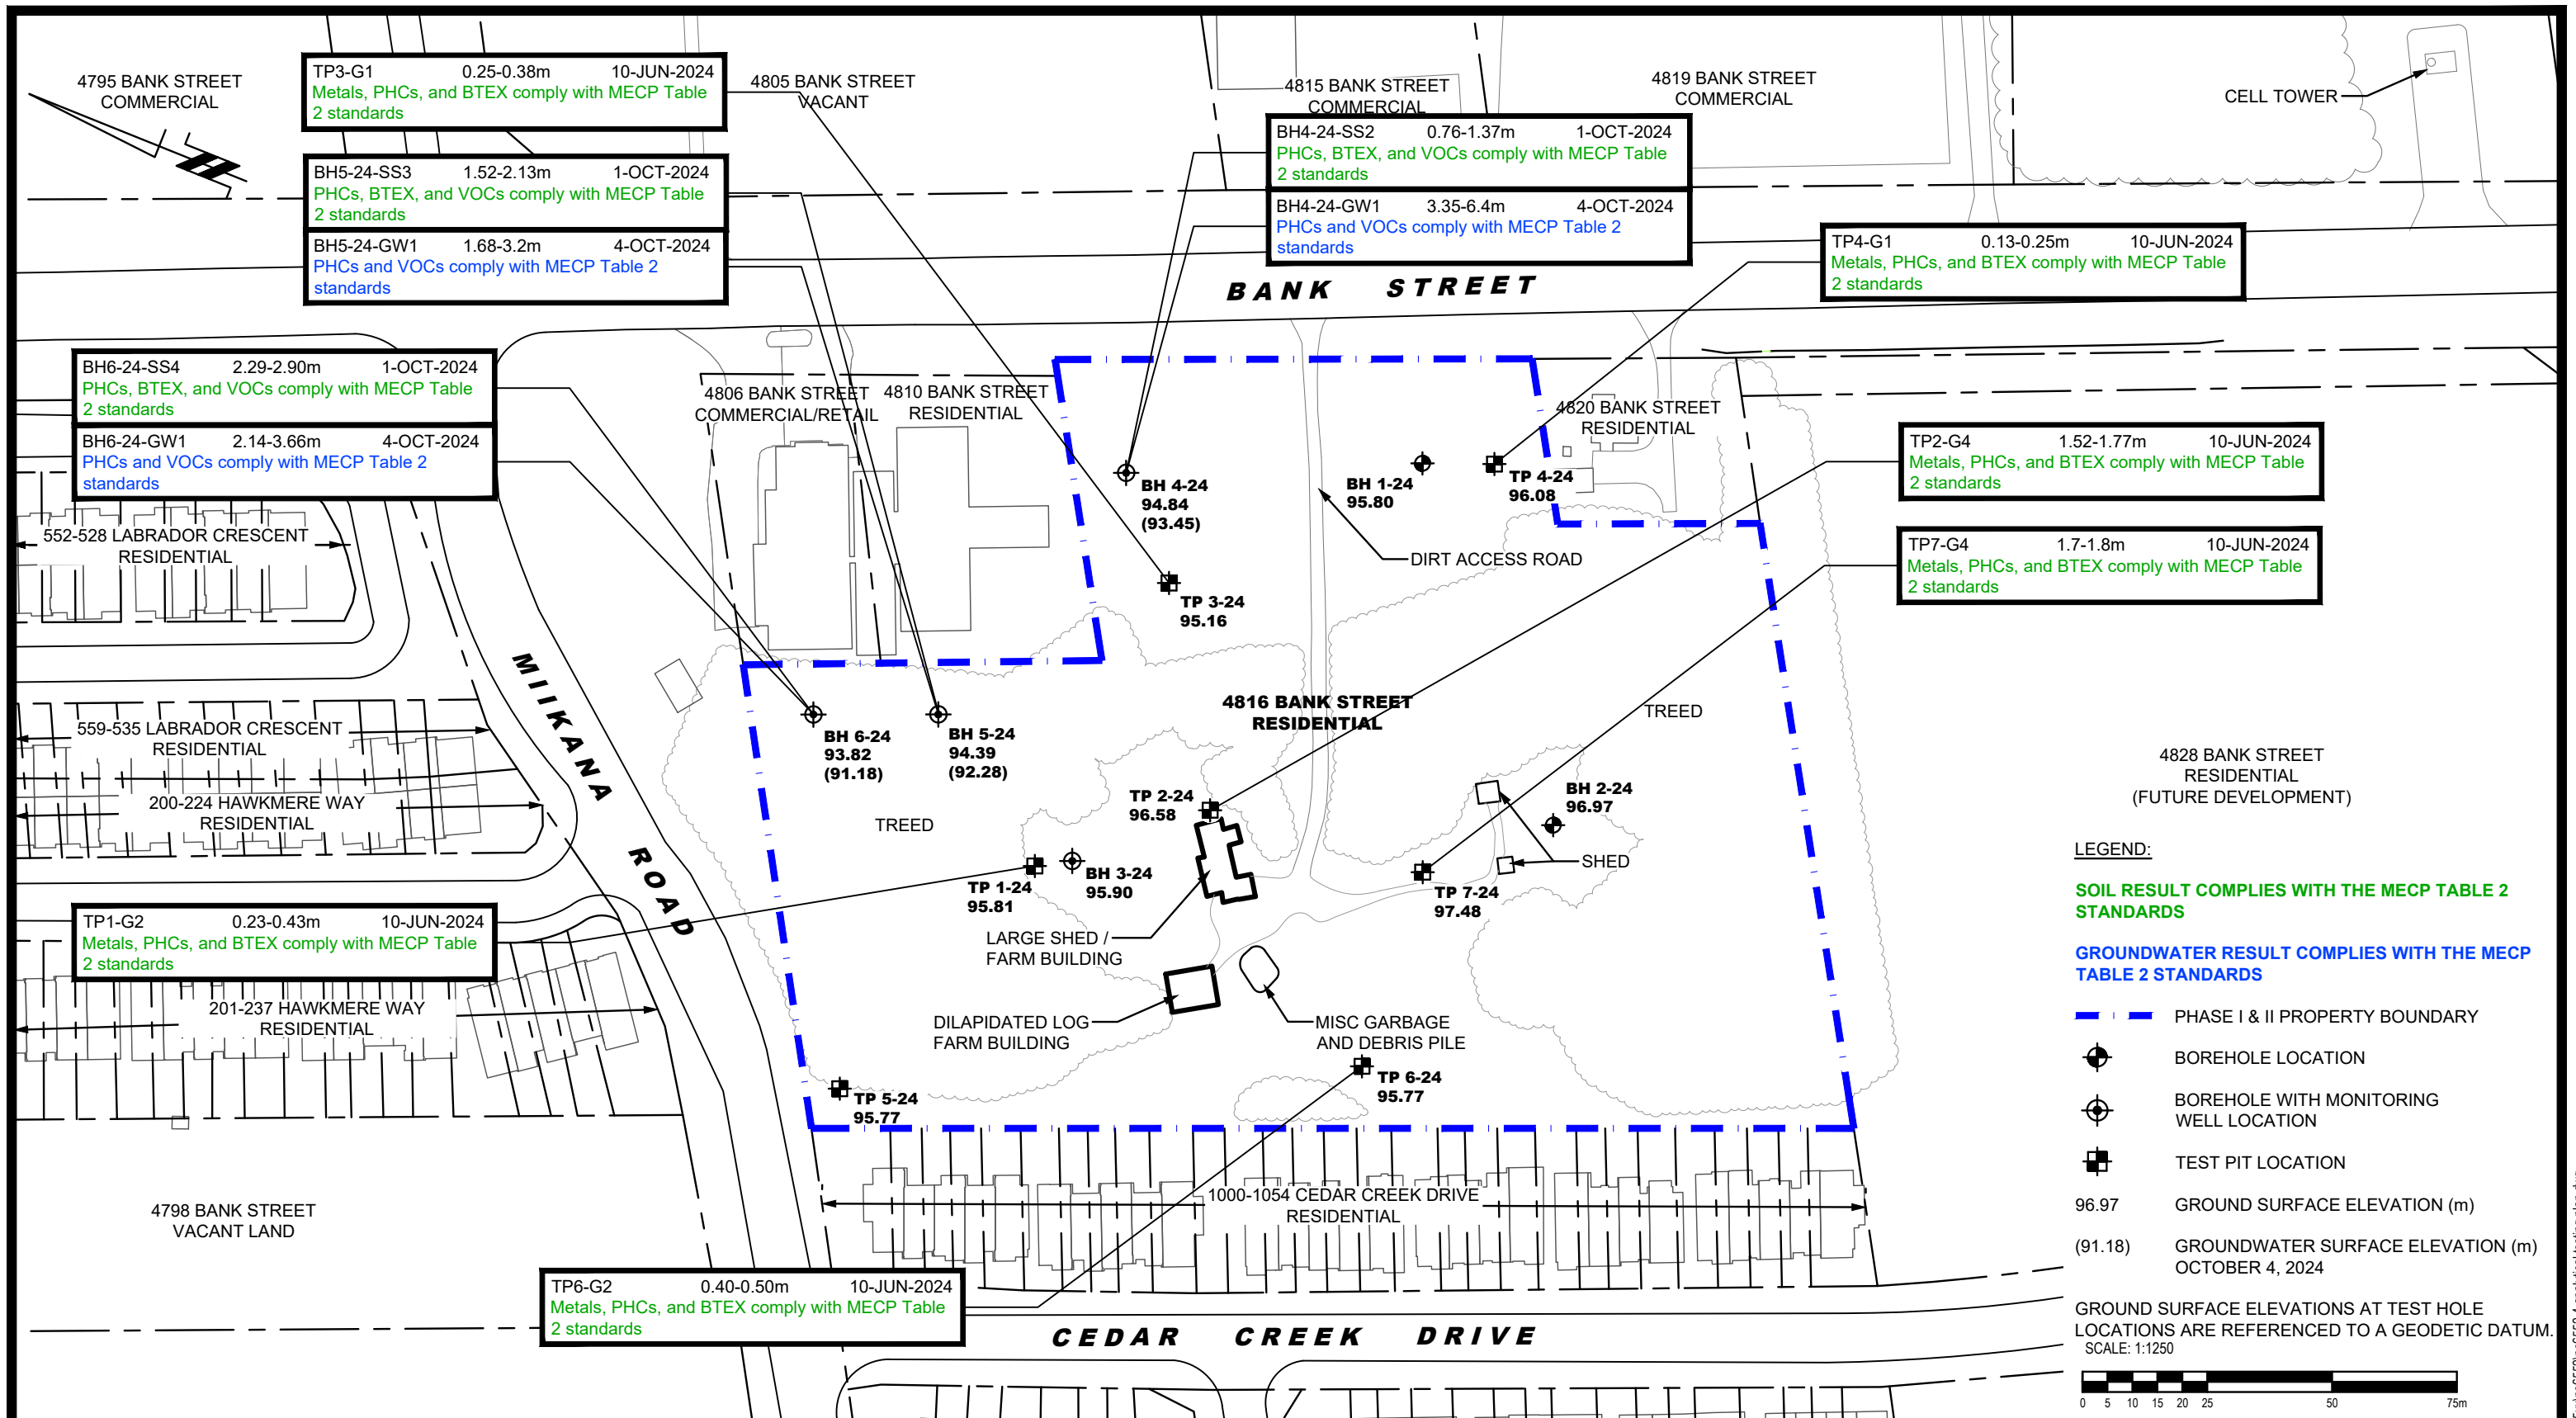 4795 BANK STREET
COMMERCIAL
TP3-G1 0.25-0.38m 10-JUN-2024
Metals, PHCs, and BTEX comply with MECP Table
2 standards
4805 BANK STREET
VACANT
4815 BANK STREET
COMMERCIAL
4819 BANK STREET
COMMERCIAL
CELL TOWER
BH5-24-SS3 1.52-2.13m 1-OCT-2024
PHCs, BTEX, and VOCs comply with MECP Table
2 standards
BH5-24-GW1 1.68-3.2m 4-OCT-2024
PHCs and VOCs comply with MECP Table 2
standards
BH4-24-SS2 0.76-1.37m 1-OCT-2024
PHCs, BTEX, and VOCs comply with MECP Table
2 standards
BH4-24-GW1 3.35-6.4m 4-OCT-2024
PHCs and VOCs comply with MECP Table 2
standards
TP4-G1 0.13-0.25m 10-JUN-2024
Metals, PHCs, and BTEX comply with MECP Table
2 standards
BANK STREET
BH6-24-SS4 2.29-2.90m 1-OCT-2024
PHCs, BTEX, and VOCs comply with MECP Table
2 standards
BH6-24-GW1 2.14-3.66m 4-OCT-2024
PHCs and VOCs comply with MECP Table 2
standards
4806 BANK STREET
COMMERCIAL/RETAIL
4810 BANK STREET
RESIDENTIAL
4820 BANK STREET
RESIDENTIAL
TP2-G4 1.52-1.77m 10-JUN-2024
Metals, PHCs, and BTEX comply with MECP Table
2 standards
BH 4-24
94.84
(93.45)
BH 1-24
95.80
TP 4-24
96.08
TP7-G4 1.7-1.8m 10-JUN-2024
Metals, PHCs, and BTEX comply with MECP Table
2 standards
552-528 LABRADOR CRESCENT
RESIDENTIAL
DIRT ACCESS ROAD
TP 3-24
95.16
MIIKANA ROAD
4816 BANK STREET
RESIDENTIAL
TREED
559-535 LABRADOR CRESCENT
RESIDENTIAL
BH 6-24
93.82
(91.18)
BH 5-24
94.39
(92.28)
4828 BANK STREET
RESIDENTIAL
(FUTURE DEVELOPMENT)
200-224 HAWKMERE WAY
RESIDENTIAL
TREED
TP 2-24
96.58
BH 2-24
96.97
SHED
TP 1-24
95.81
BH 3-24
95.90
TP 7-24
97.48
TP1-G2 0.23-0.43m 10-JUN-2024
Metals, PHCs, and BTEX comply with MECP Table
2 standards
LARGE SHED /
FARM BUILDING
201-237 HAWKMERE WAY
RESIDENTIAL
DILAPIDATED LOG
FARM BUILDING
MISC GARBAGE
AND DEBRIS PILE
TP 5-24
95.77
TP 6-24
95.77
4798 BANK STREET
VACANT LAND
1000-1054 CEDAR CREEK DRIVE
RESIDENTIAL
TP6-G2 0.40-0.50m 10-JUN-2024
Metals, PHCs, and BTEX comply with MECP Table
2 standards
CEDAR CREEK DRIVE
LEGEND:
SOIL RESULT COMPLIES WITH THE MECP TABLE 2
STANDARDS
GROUNDWATER RESULT COMPLIES WITH THE MECP
TABLE 2 STANDARDS
PHASE I & II PROPERTY BOUNDARY
BOREHOLE LOCATION
BOREHOLE WITH MONITORING
WELL LOCATION
TEST PIT LOCATION
96.97 GROUND SURFACE ELEVATION (m)
(91.18) GROUNDWATER SURFACE ELEVATION (m)
OCTOBER 4, 2024
GROUND SURFACE ELEVATIONS AT TEST HOLE
LOCATIONS ARE REFERENCED TO A GEODETIC DATUM.
SCALE: 1:1250
0 5 10 15 20 25 50 75m